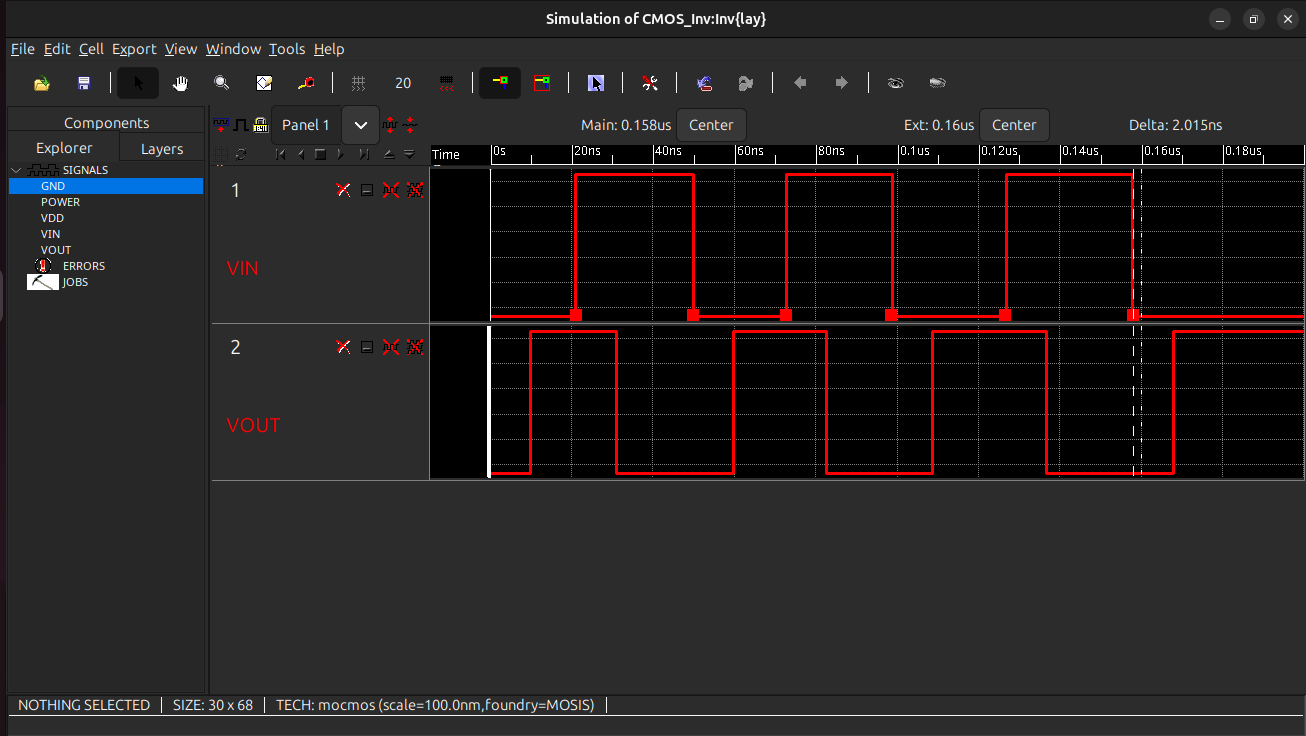 Simulation of CMOS_Inv:Inv{lay}
File Edit Cell Export View Window Tools Help
20
Components
Explorer Layers
SIGNALS
GND
POWER
VDD
VIN
VOUT
ERRORS
JOBS
Panel 1 Main: 0.158us Center Ext: 0.16us Center Delta: 2.015ns
Time 0s 20ns 40ns 60ns 80ns 0.1us 0.12us 0.14us 0.16us 0.18us
1
VIN
2
VOUT
NOTHING SELECTED SIZE: 30 x 68 TECH: mocmos (scale=100.0nm,foundry=MOSIS)